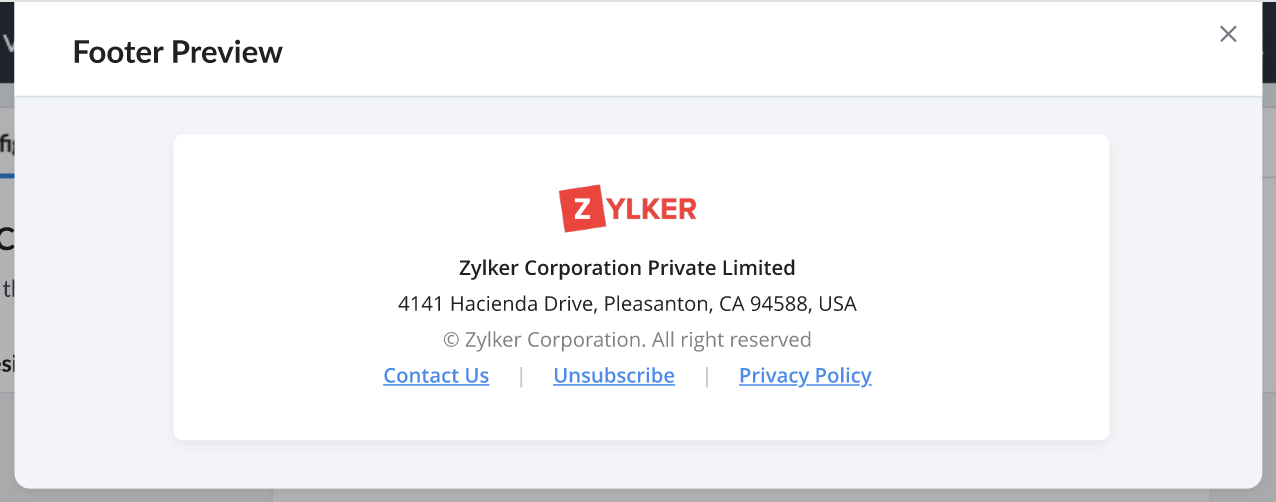 Footer Preview
ZYLKER
Zylker Corporation Private Limited
4141 Hacienda Drive, Pleasanton, CA 94588, USA
© Zylker Corporation. All right reserved
Contact Us | Unsubscribe | Privacy Policy